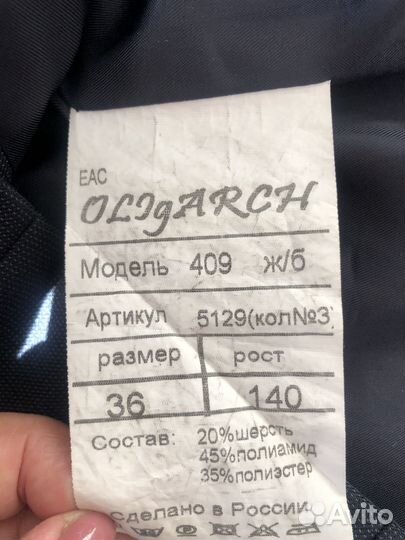 EAC
OLIgARCH
Модель 409 ж/б
Артикул 5129(кол№3)
размер рост
36 140
Состав: 20%шерсть
45%полиамид
35%полиэстер
Сделано в России
Avito